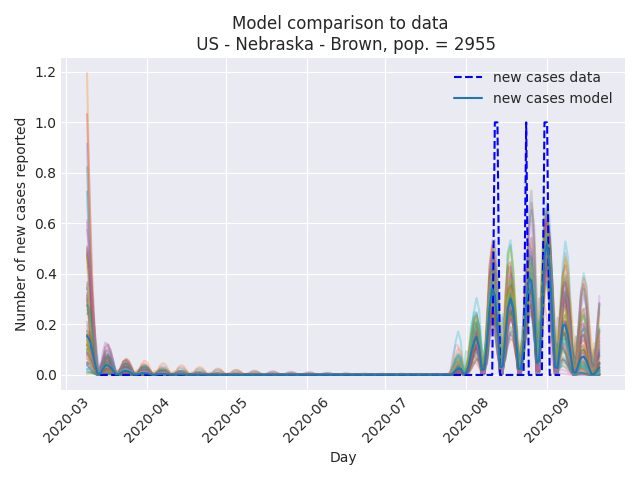 Model comparison to data
US - Nebraska - Brown, pop. = 2955
new cases data
new cases model
Number of new cases reported
1.2
1.0
0.8
0.6
0.4
0.2
0.0
2020-03
2020-04
2020-05
2020-06
2020-07
2020-08
2020-09
Day